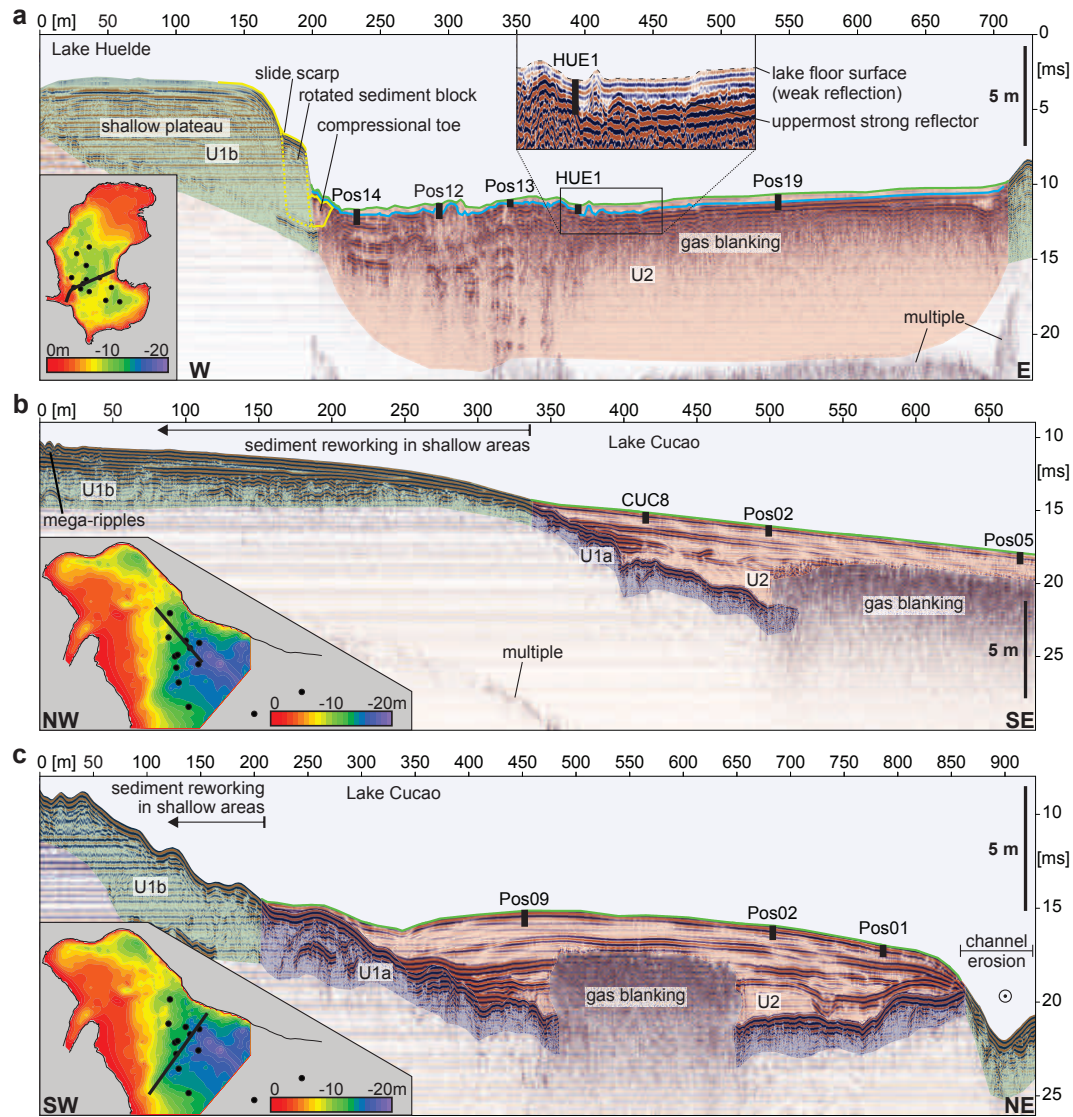 a
0 [m] 50 100 150 200 250 300 350 400 450 500 550 600 650 700
0
Lake Huelde
[ms]
slide scarp
rotated sediment block
compressional toe
HUE1
lake floor surface
(weak reflection)
uppermost strong reflector
5 m
5
shallow plateau
U1b
Pos14
Pos12
Pos13
HUE1
Pos19
10
gas blanking
U2
15
multiple
20
0m -10 -20
W
E
b
0 [m] 50 100 150 200 250 300 350 400 450 500 550 600 650
sediment reworking in shallow areas
Lake Cucao
10
[ms]
U1b
CUC8
Pos02
Pos05
15
mega-ripples
U1a
U2
gas blanking
20
5 m
multiple
25
0 -10 -20m
NW
SE
c
0 [m] 50 100 150 200 250 300 350 400 450 500 550 600 650 700 750 800 850 900
sediment reworking
in shallow areas
Lake Cucao
10
5 m
[ms]
U1b
Pos09
Pos02
Pos01
15
channel
erosion
U1a
gas blanking
U2
20
0 -10 -20m
25
SW
NE